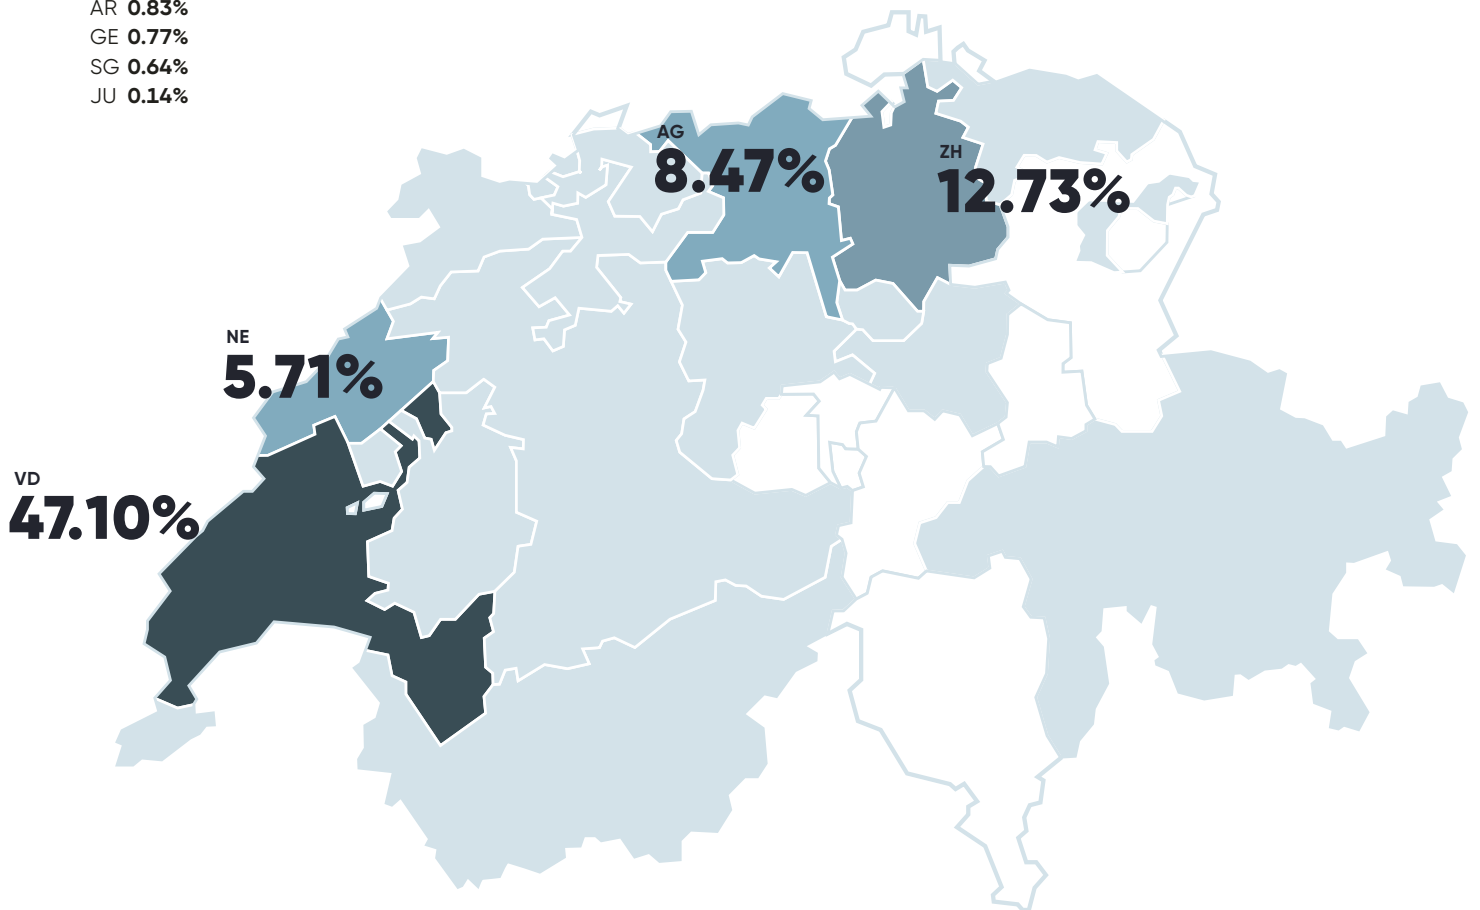 AR 0.83%
GE 0.77%
SG 0.64%
JU 0.14%
AG
8.47%
ZH
12.73%
NE
5.71%
VD
47.10%